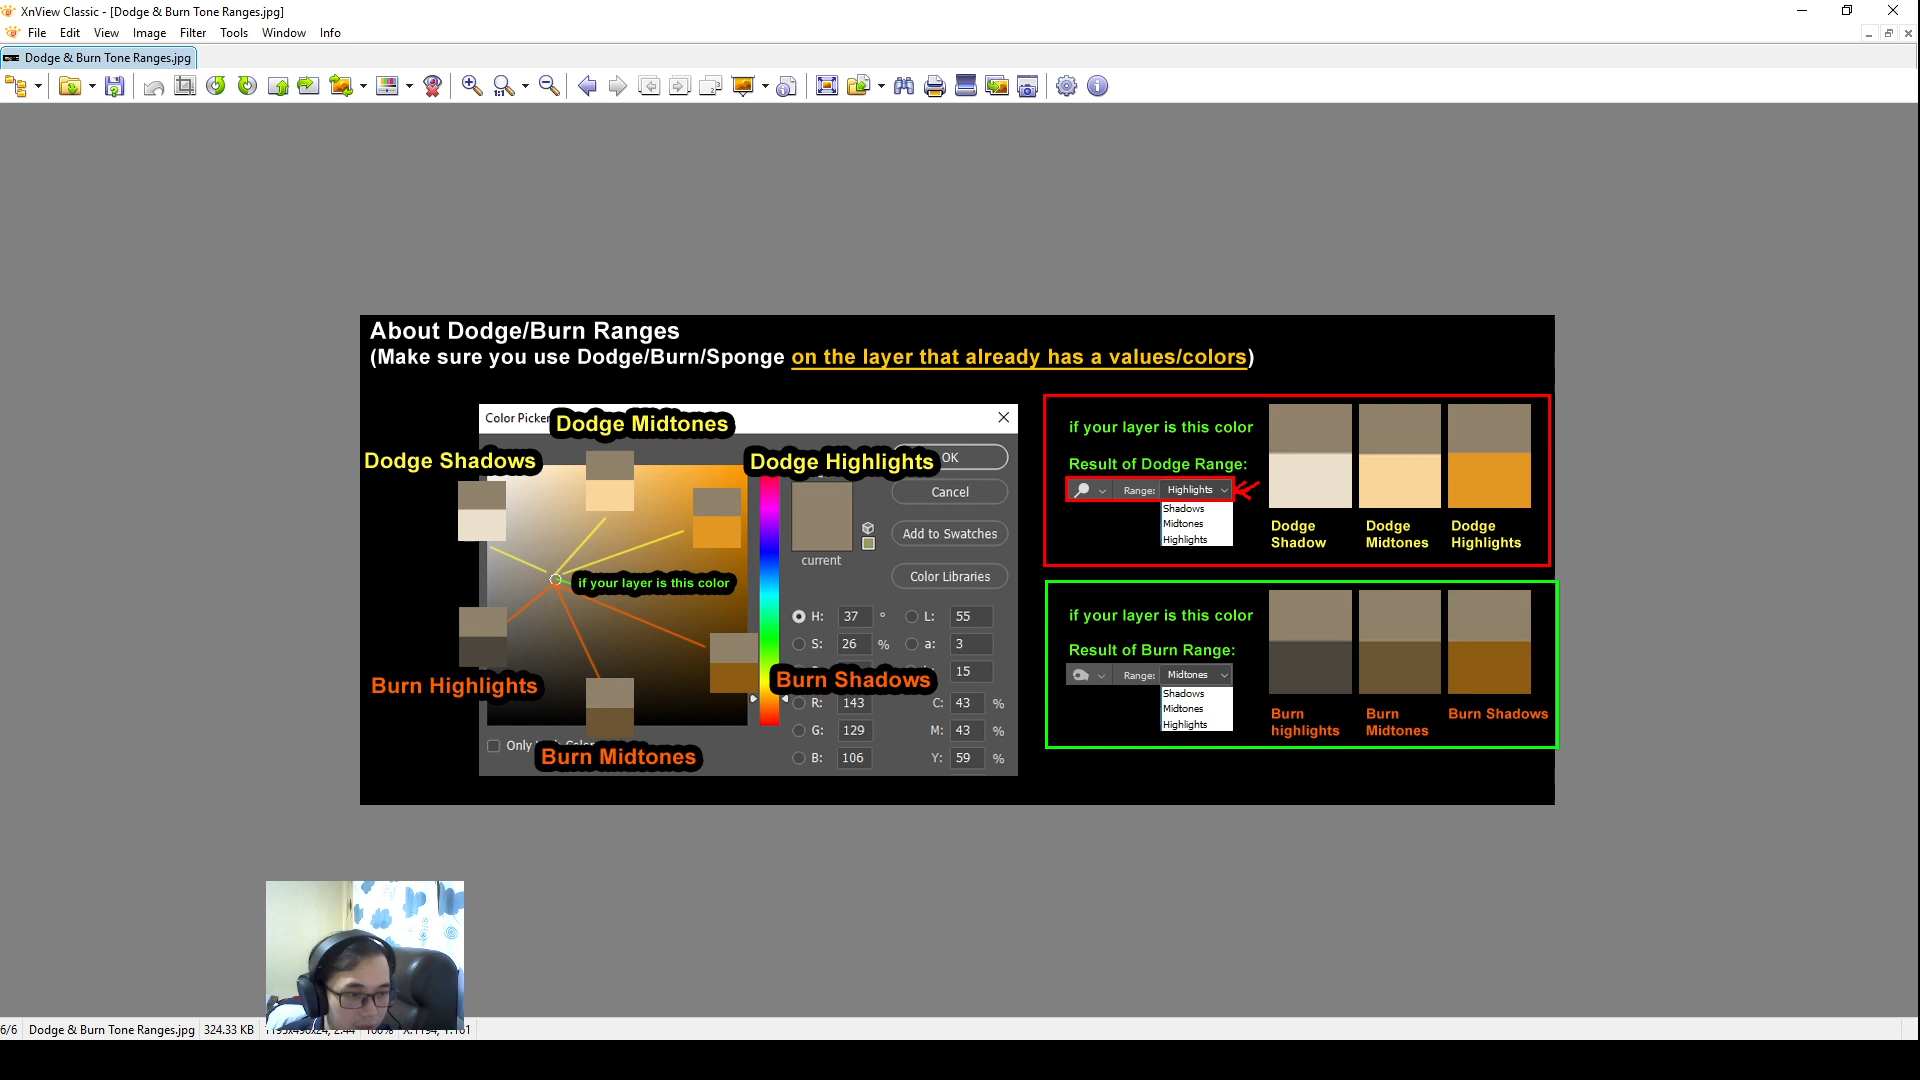 XnView Classic - [Dodge & Burn Tone Ranges.jpg]
File Edit View Image Filter Tools Window Info
Dodge & Burn Tone Ranges.jpg
1:1
About Dodge/Burn Ranges
(Make sure you use Dodge/Burn/Sponge on the layer that already has a values/colors)
Color Picker
Dodge Midtones
Dodge Shadows
Dodge Highlights
OK
Cancel
Add to Swatches
current
Color Libraries
if your layer is this color
H: 37 °
L: 55
S: 26 %
a: 3
15
Burn Highlights
Burn Shadows
R: 143
C: 43 %
G: 129
M: 43 %
B: 106
Y: 59 %
Only
Burn Midtones
if your layer is this color
Result of Dodge Range:
Range: Highlights
Shadows
Midtones
Highlights
Dodge
Shadow
Dodge
Midtones
Dodge
Highlights
if your layer is this color
Result of Burn Range:
Range: Midtones
Shadows
Midtones
Highlights
Burn
highlights
Burn
Midtones
Burn Shadows
6/6 Dodge & Burn Tone Ranges.jpg 324.33 KB